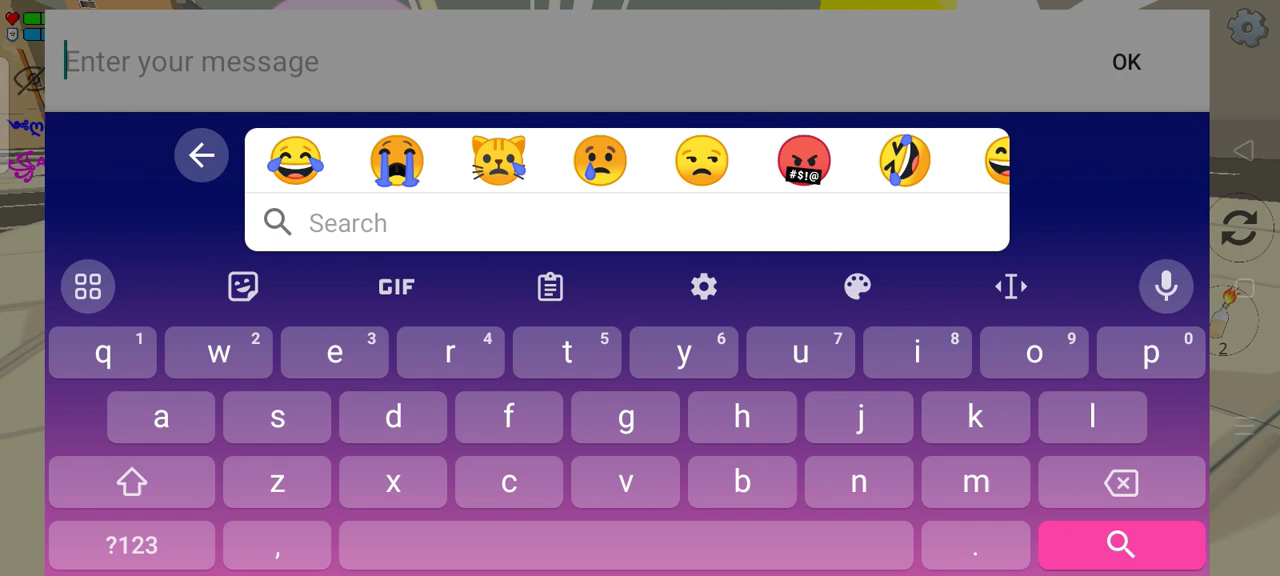 Enter your message
OK
#$!@
Search
GIF
q 1 w 2 e 3 r 4 t 5 y 6 u 7 i 8 o 9 p 0
a s d f g h j k l
z x c v b n m
?123 , .
2